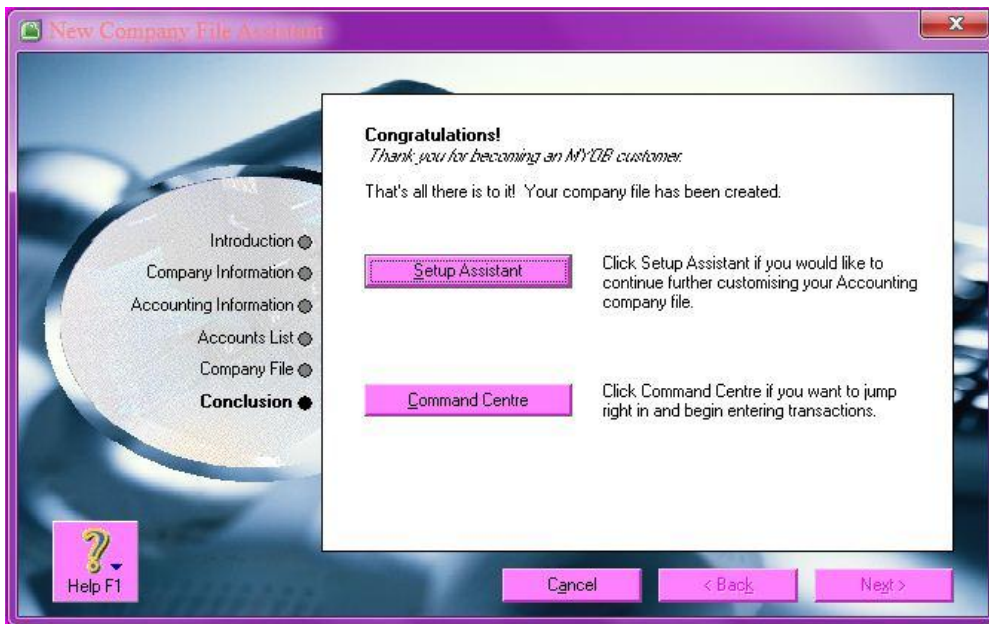 New Company File Assistant
Congratulations!
Thank you for becoming an MYOB customer.
That's all there is to it! Your company file has been created.
Introduction
Company Information
Accounting Information
Accounts List
Company File
Conclusion
Setup Assistant
Click Setup Assistant if you would like to
continue further customising your Accounting
company file.
Command Centre
Click Command Centre if you want to jump
right in and begin entering transactions.
Help F1
Cancel
< Back
Next >